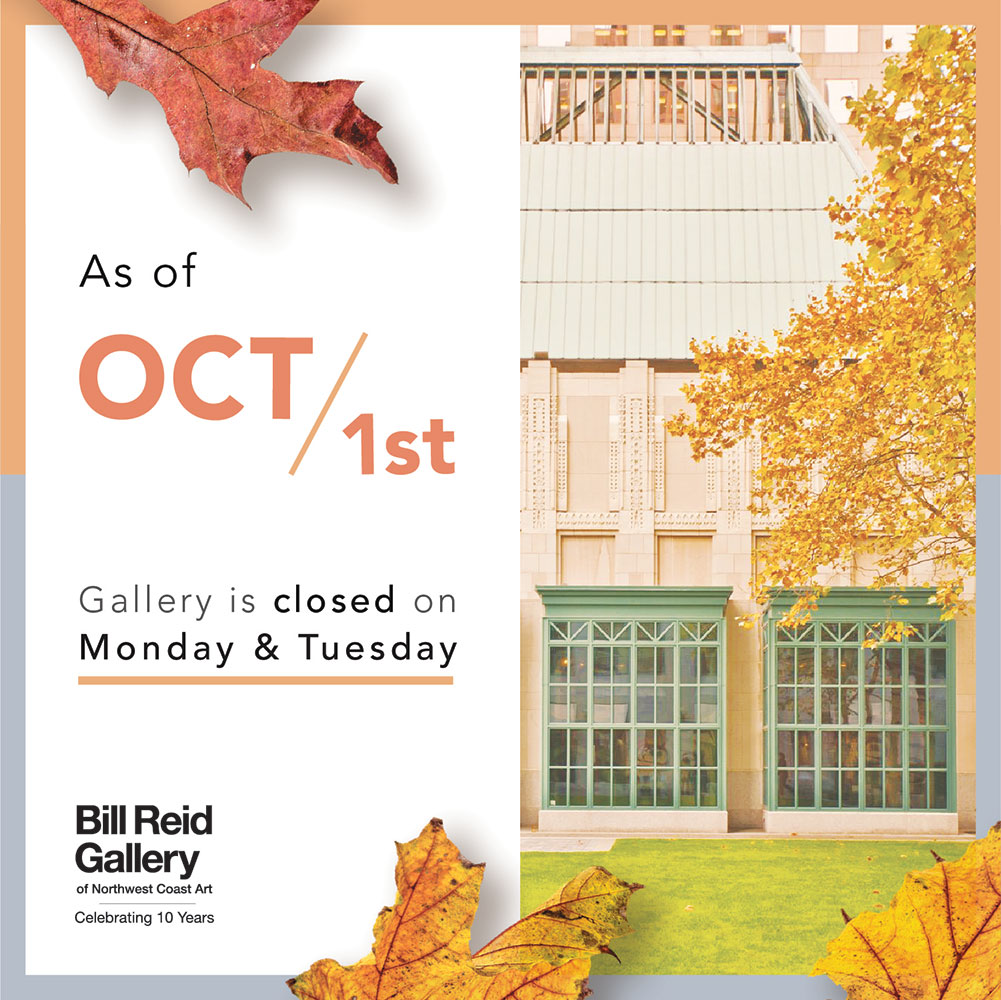 As of
OCT/1st
Gallery is closed on
Monday & Tuesday
Bill Reid
Gallery
of Northwest Coast Art
Celebrating 10 Years